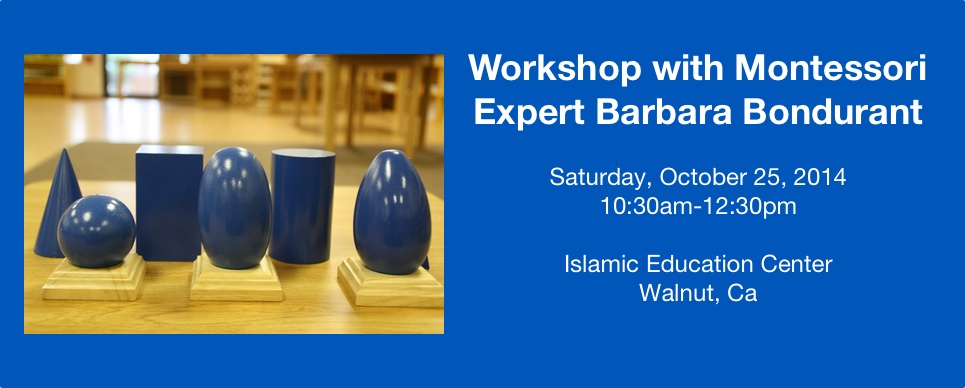 Workshop with Montessori
Expert Barbara Bondurant
Saturday, October 25, 2014
10:30am-12:30pm
Islamic Education Center
Walnut, Ca